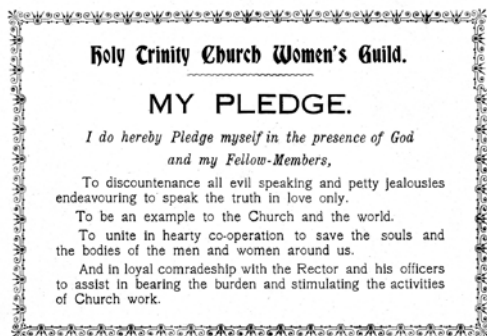 Holy Trinity Church Women's Guild.
MY PLEDGE.
I do hereby Pledge myself in the presence of God
and my Fellow-Members,
To discountenance all evil speaking and petty jealousies
endeavouring to speak the truth in love only.
To be an example to the Church and the world.
To unite in hearty co-operation to save the souls and
the bodies of the men and women around us.
And in loyal comradeship with the Rector and his officers
to assist in bearing the burden and stimulating the activities
of Church work.